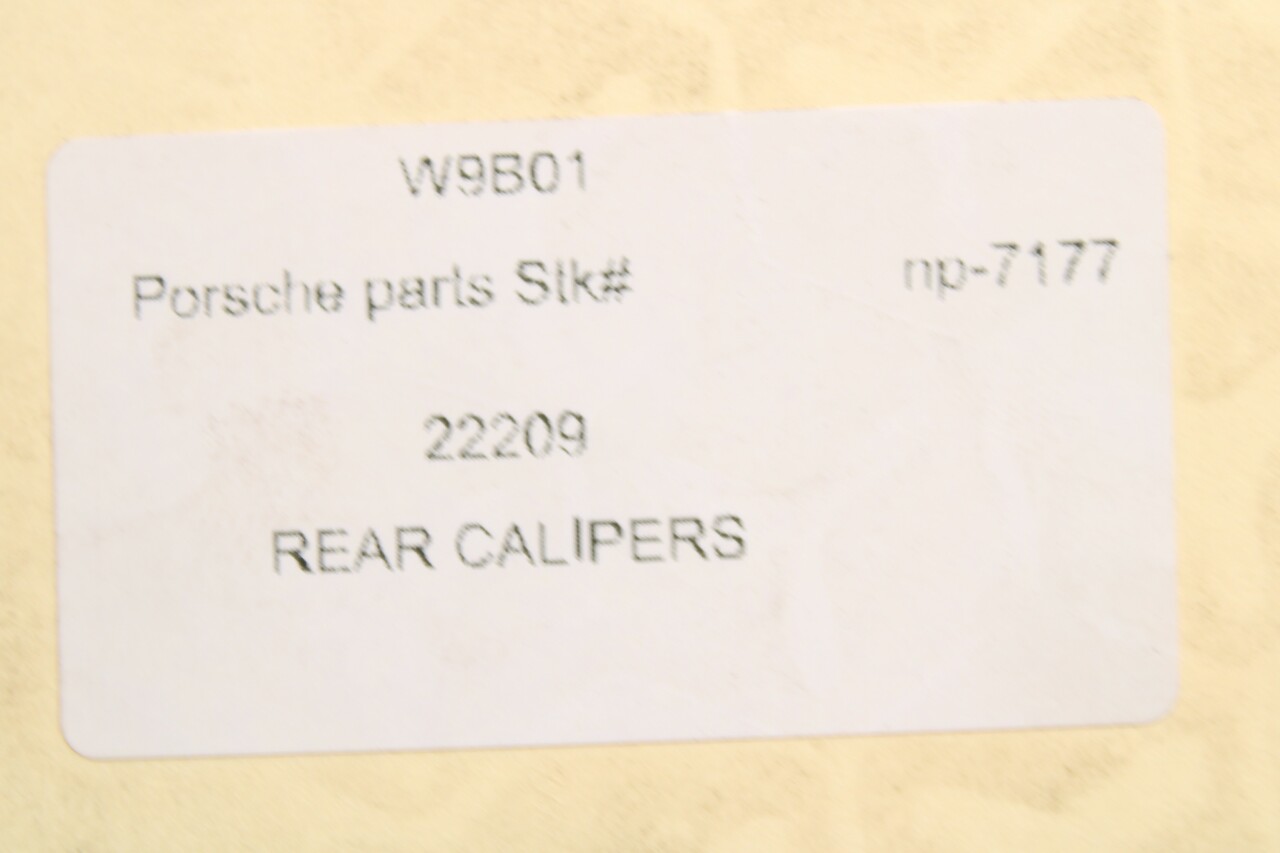 W9B01
Porsche parts Stk# np-7177
22209
REAR CALIPERS